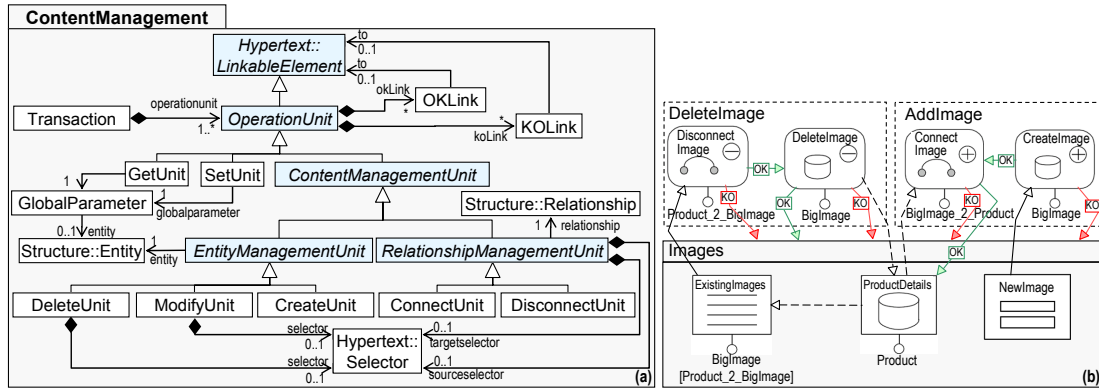 ContentManagement
Hypertext::
LinkableElement
to
0..1
to
0..1
okLink
*
OKLink
Transaction
operationunit
1..*
OperationUnit
*
koLink
KOLink
GetUnit
SetUnit
ContentManagementUnit
1
GlobalParameter
1
globalparameter
Structure::Relationship
0..1
entity
1
relationship
Structure::Entity
1
entity
EntityManagementUnit
RelationshipManagementUnit
DeleteUnit
ModifyUnit
CreateUnit
ConnectUnit
DisconnectUnit
selector
0..1
Hypertext::
Selector
0..1
targetselector
selector
0..1
0..1
sourceselector
(a)
DeleteImage
AddImage
Disconnect
Image
DeleteImage
Connect
Image
CreateImage
OK
OK
KO
OK
KO
KO
KO
Product_2_BigImage
BigImage
BigImage_2_Product
BigImage
OK
Images
ExistingImages
ProductDetails
NewImage
BigImage
[Product_2_BigImage]
Product
(b)